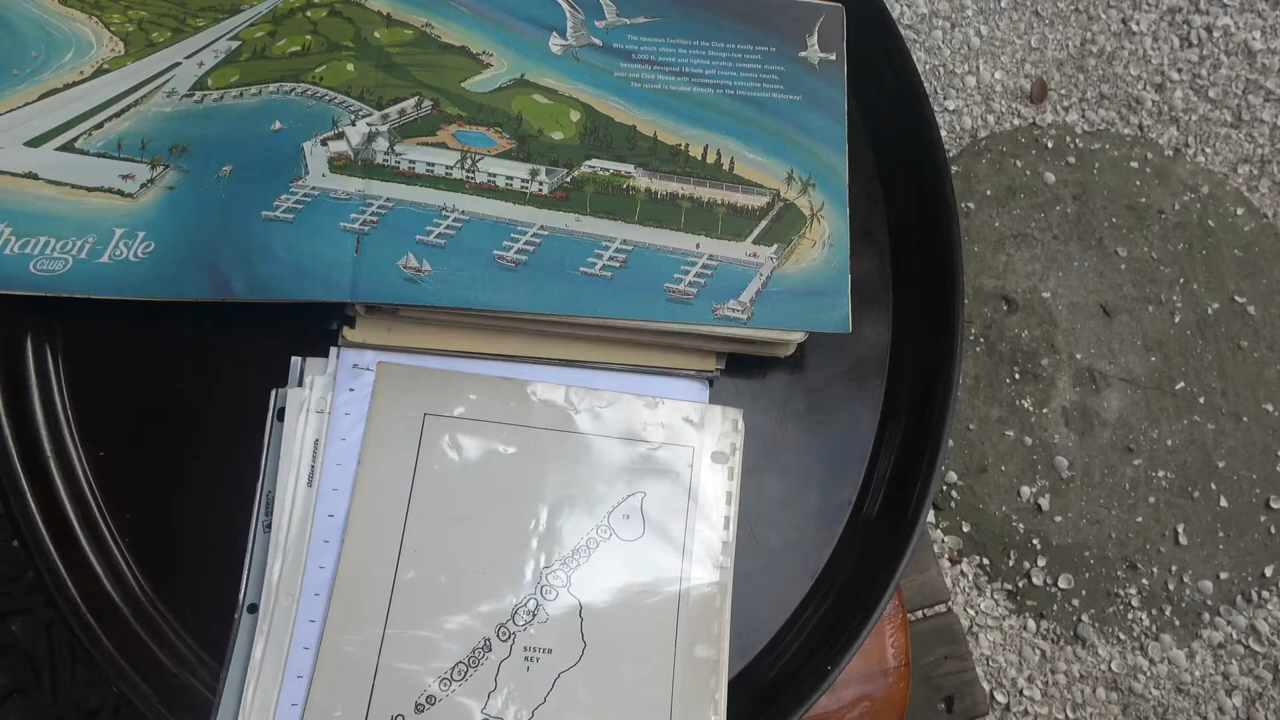 The spacious facilities of the Club are easily seen in
this view which shows the entire Shangri-Isle resort.
5,000 ft. paved and lighted airstrip, complete marina,
beautifully designed 18-hole golf course, tennis courts,
pool and Club House with accompanying executive houses.
The island is located directly on the Intracoastal Waterway!
Shangri-Isle
CLUB
19
SISTER
KEY
1